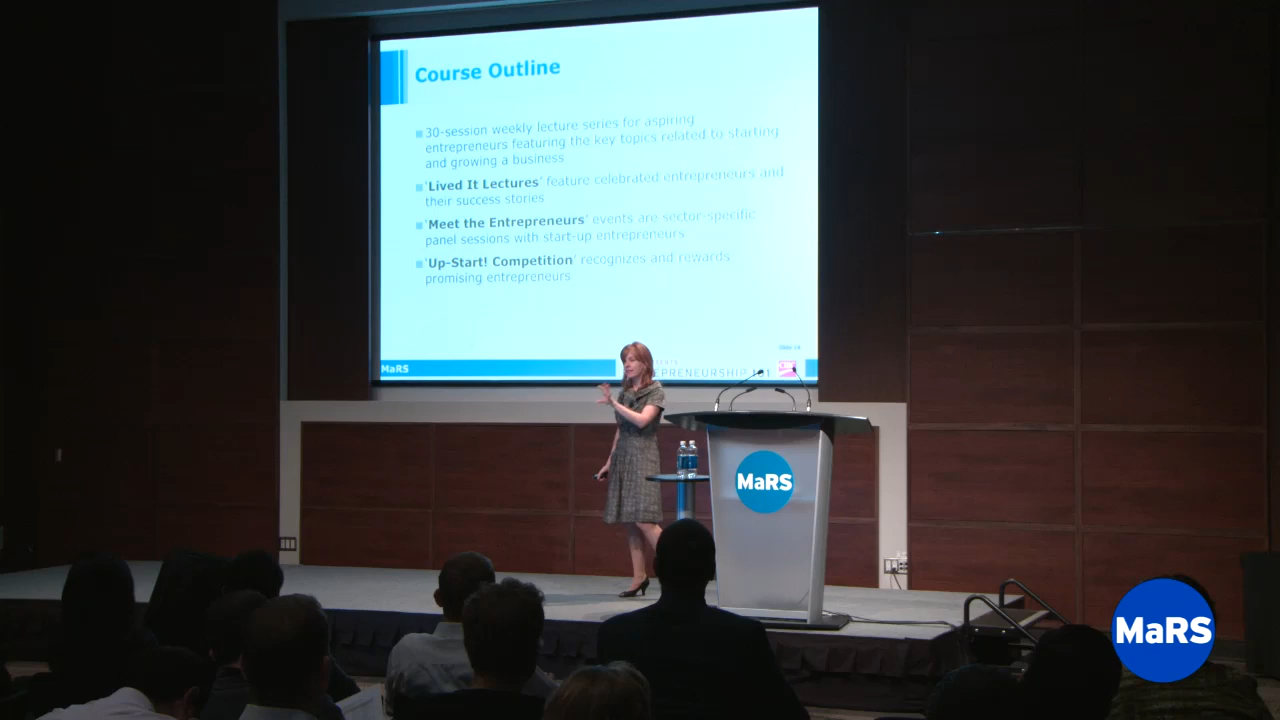 Course Outline
30-session weekly lecture series for aspiring
entrepreneurs featuring the key topics related to starting
and growing a business
'Lived It Lectures' feature celebrated entrepreneurs and
their success stories
'Meet the Entrepreneurs' events are sector-specific
panel sessions with start-up entrepreneurs
'Up-Start! Competition' recognizes and rewards
promising entrepreneurs
MaRS
EPRENEURSHIP 101
MaRS
MaRS